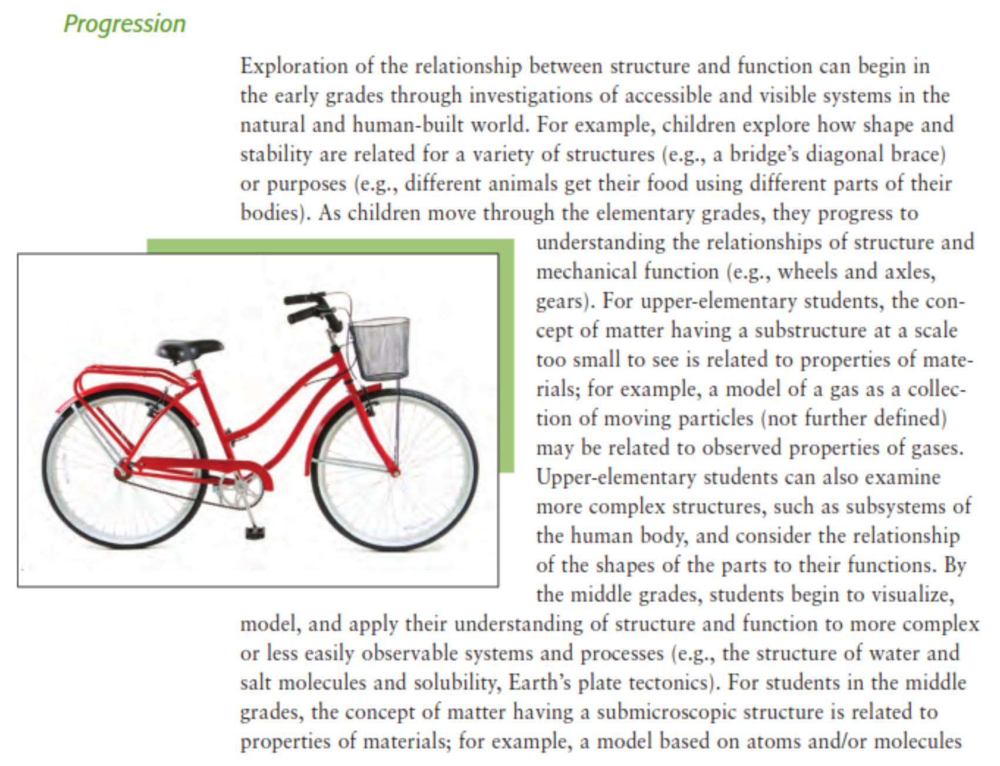 Progression
Exploration of the relationship between structure and function can begin in
the early grades through investigations of accessible and visible systems in the
natural and human-built world. For example, children explore how shape and
stability are related for a variety of structures (e.g., a bridge’s diagonal brace)
or purposes (e.g., different animals get their food using different parts of their
bodies). As children move through the elementary grades, they progress to
understanding the relationships of structure and
mechanical function (e.g., wheels and axles,
gears). For upper-elementary students, the con-
cept of matter having a substructure at a scale
too small to see is related to properties of mate-
rials; for example, a model of a gas as a collec-
tion of moving particles (not further defined)
may be related to observed properties of gases.
Upper-elementary students can also examine
more complex structures, such as subsystems of
the human body, and consider the relationship
of the shapes of the parts to their functions. By
the middle grades, students begin to visualize,
model, and apply their understanding of structure and function to more complex
or less easily observable systems and processes (e.g., the structure of water and
salt molecules and solubility, Earth’s plate tectonics). For students in the middle
grades, the concept of matter having a submicroscopic structure is related to
properties of materials; for example, a model based on atoms and/or molecules